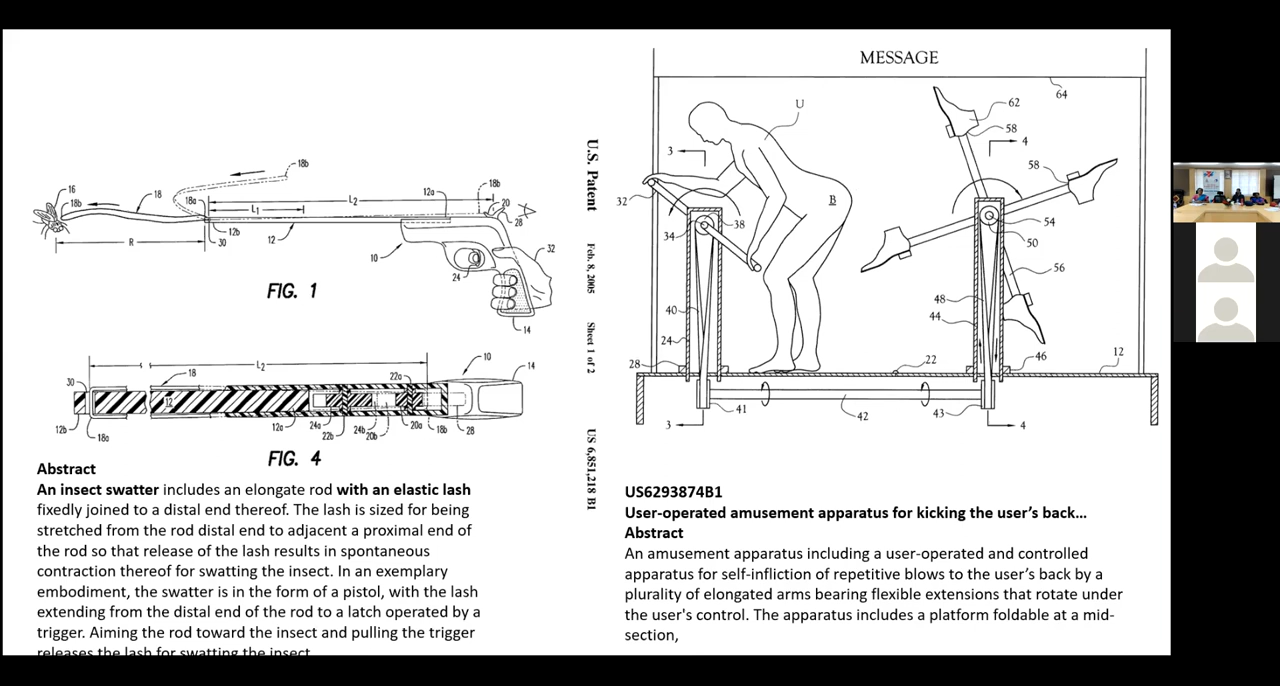 18b
16
18b
18
18a
L2
12a
18b
20
28
L1
12b
30
12
R
10
24
32
14
FIG. 1
L2
10
14
30
18
22a
12
12b
18a
12a
24a
22b
24b
20b
20a
18b
28
FIG. 4
Abstract
An insect swatter includes an elongate rod with an elastic lash
fixedly joined to a distal end thereof. The lash is sized for being
stretched from the rod distal end to adjacent a proximal end of
the rod so that release of the lash results in spontaneous
contraction thereof for swatting the insect. In an exemplary
embodiment, the swatter is in the form of a pistol, with the lash
extending from the distal end of the rod to a latch operated by a
trigger. Aiming the rod toward the insect and pulling the trigger
releases the lash for swatting the insect
U.S. Patent Feb. 8, 2005 Sheet 1 of 2 US 6,851,218 B1
MESSAGE
64
U
62
58
3
4
58
32
B
34
38
54
50
56
40
48
44
24
28
22
46
12
41
42
43
3
4
US6293874B1
User-operated amusement apparatus for kicking the user's back...
Abstract
An amusement apparatus including a user-operated and controlled
apparatus for self-infliction of repetitive blows to the user's back by a
plurality of elongated arms bearing flexible extensions that rotate under
the user's control. The apparatus includes a platform foldable at a mid-
section,